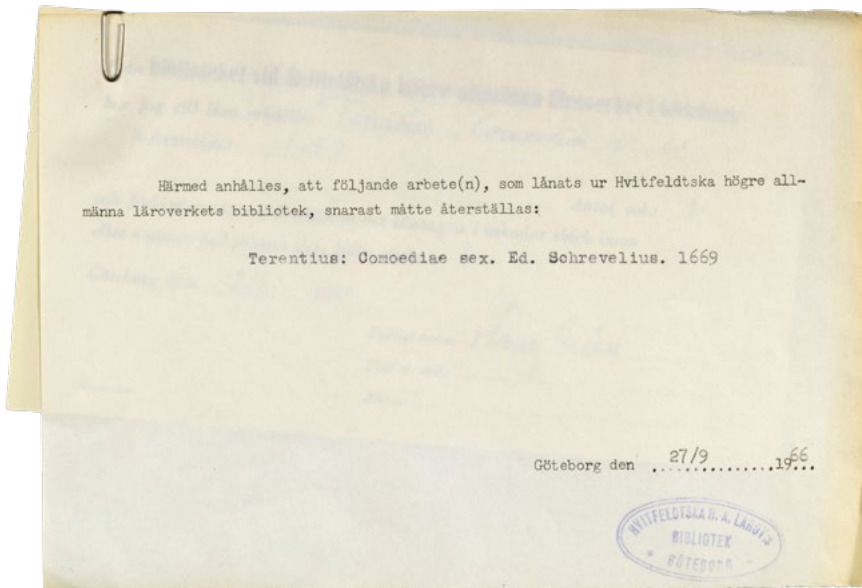 Härmed anhålles, att följande arbete(n), som lånats ur Hvitfeldtska högre all-
männa läroverkets bibliotek, snarast måtte återställas:
Terentius: Comoediae sex. Ed. Schrevelius. 1669
Göteborg den 27/9 1966
HVITFELDTSKA H. A. LÄROV:S
BIBLIOTEK
GÖTEBORG